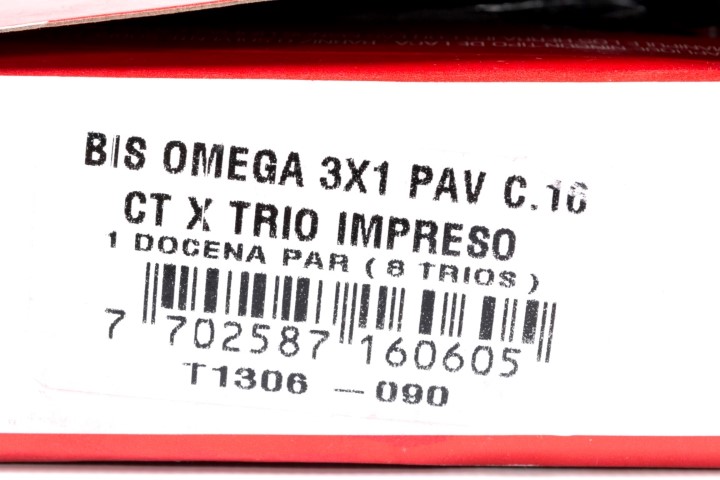 BIS OMEGA 3X1 PAV C.16
CT X TRIO IMPRESO
1 DOCENA PAR ( 8 TRIOS )
7 702587 160605
T1306 - 090